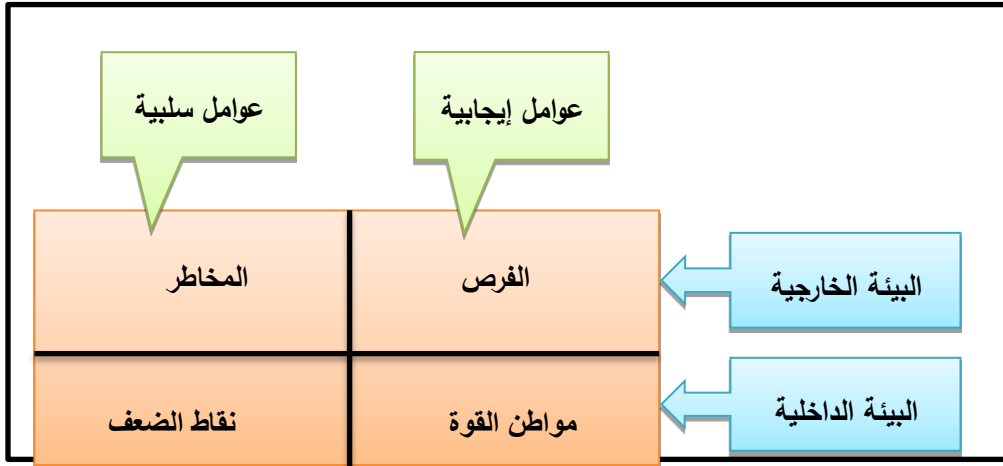 عوامل إيجابية
عوامل سلبية
البيئة الخارجية
الفرص
المخاطر
البيئة الداخلية
مواطن القوة
نقاط الضعف